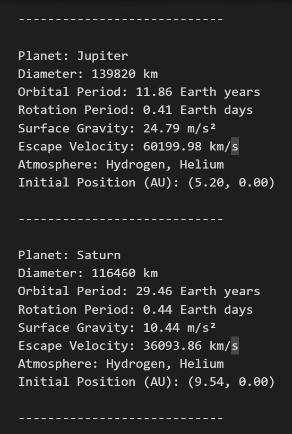 ----------------------------
Planet: Jupiter
Diameter: 139820 km
Orbital Period: 11.86 Earth years
Rotation Period: 0.41 Earth days
Surface Gravity: 24.79 m/s²
Escape Velocity: 60199.98 km/s
Atmosphere: Hydrogen, Helium
Initial Position (AU): (5.20, 0.00)
----------------------------
Planet: Saturn
Diameter: 116460 km
Orbital Period: 29.46 Earth years
Rotation Period: 0.44 Earth days
Surface Gravity: 10.44 m/s²
Escape Velocity: 36093.86 km/s
Atmosphere: Hydrogen, Helium
Initial Position (AU): (9.54, 0.00)
----------------------------